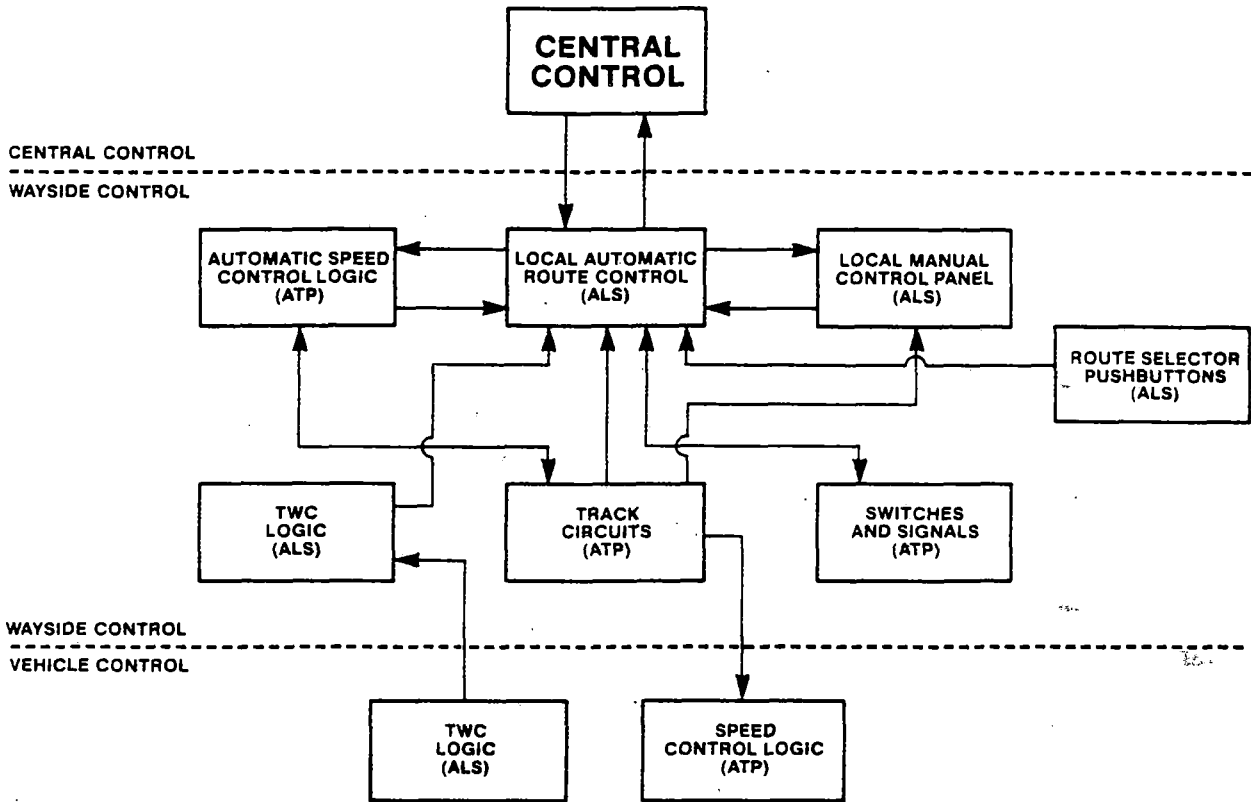 CENTRAL
CONTROL
CENTRAL CONTROL
WAYSIDE CONTROL
AUTOMATIC SPEED
CONTROL LOGIC
(ATP)
LOCAL AUTOMATIC
ROUTE CONTROL
(ALS)
LOCAL MANUAL
CONTROL PANEL
(ALS)
ROUTE SELECTOR
PUSHBUTTONS
(ALS)
TWC
LOGIC
(ALS)
TRACK
CIRCUITS
(ATP)
SWITCHES
AND SIGNALS
(ATP)
WAYSIDE CONTROL
VEHICLE CONTROL
TWC
LOGIC
(ALS)
SPEED
CONTROL LOGIC
(ATP)